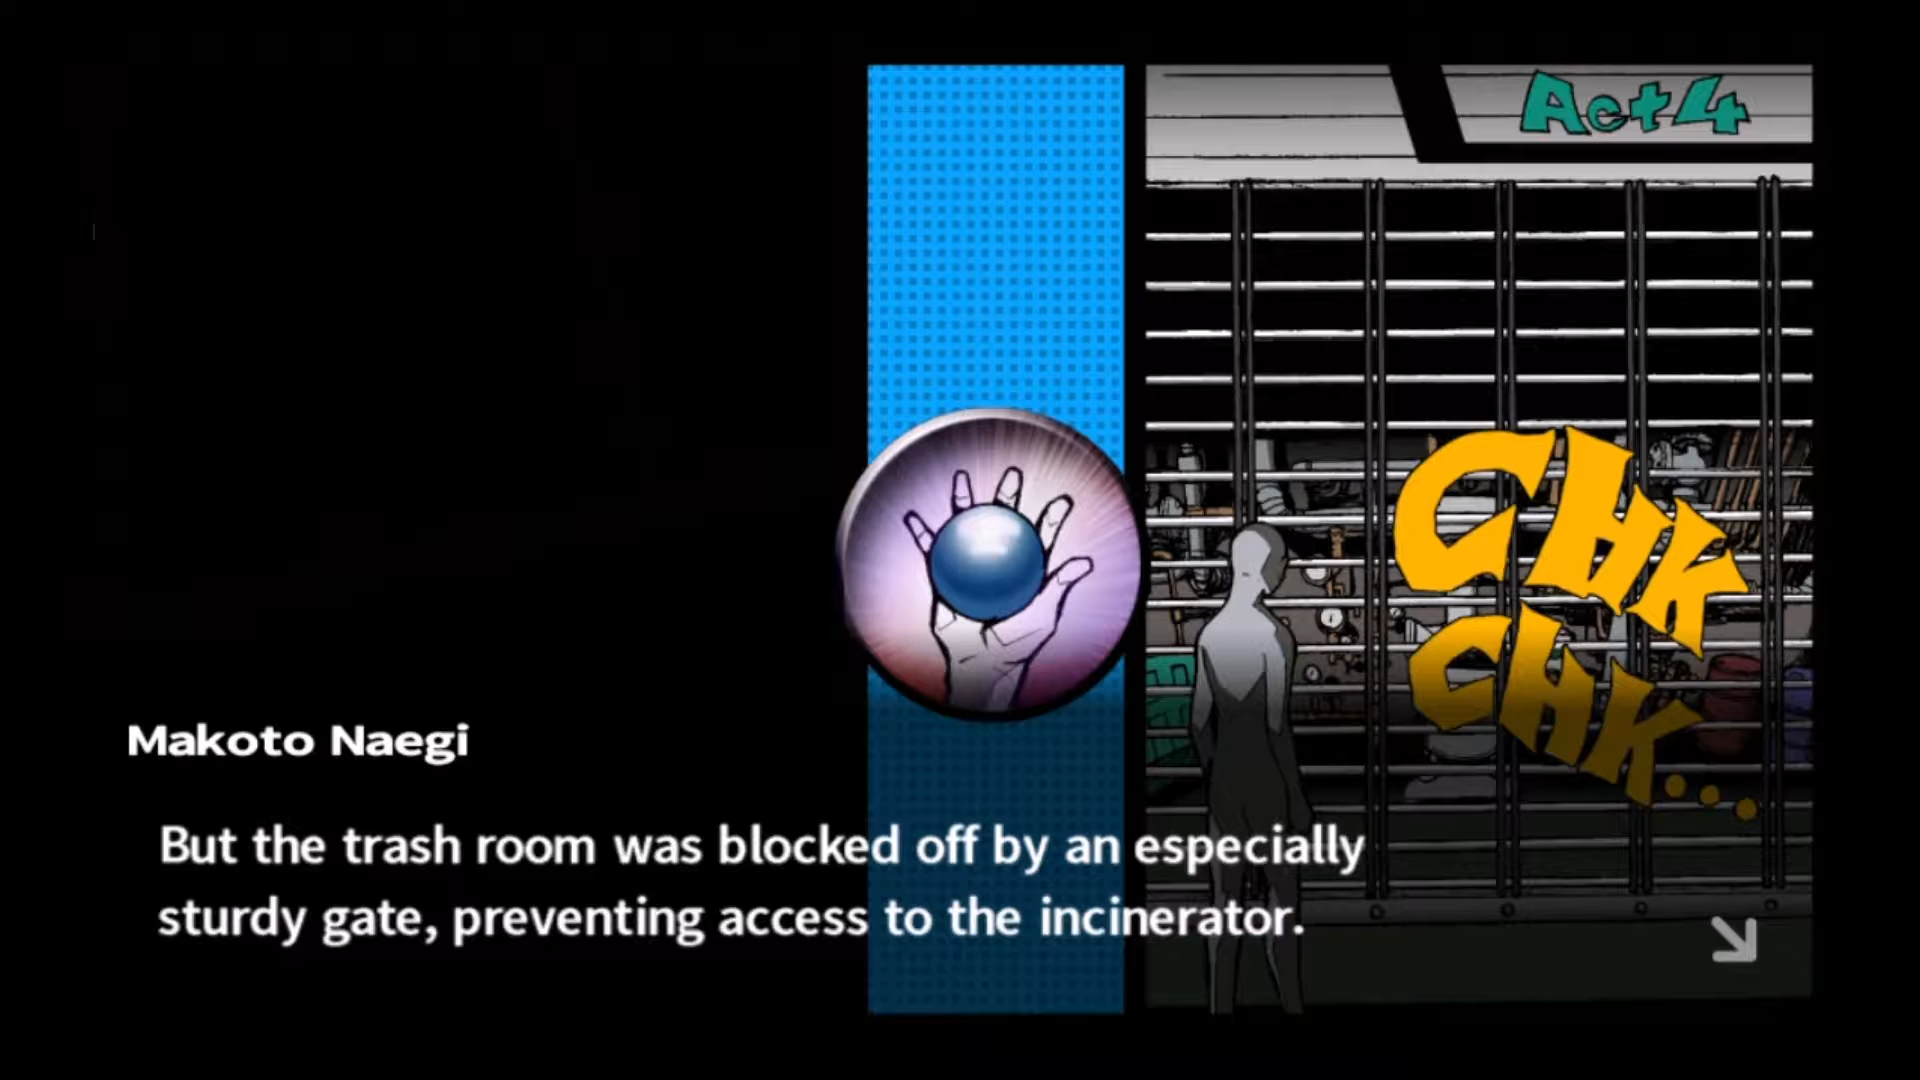 Act 4
CHK
CHK...
Makoto Naegi
But the trash room was blocked off by an especially
sturdy gate, preventing access to the incinerator.